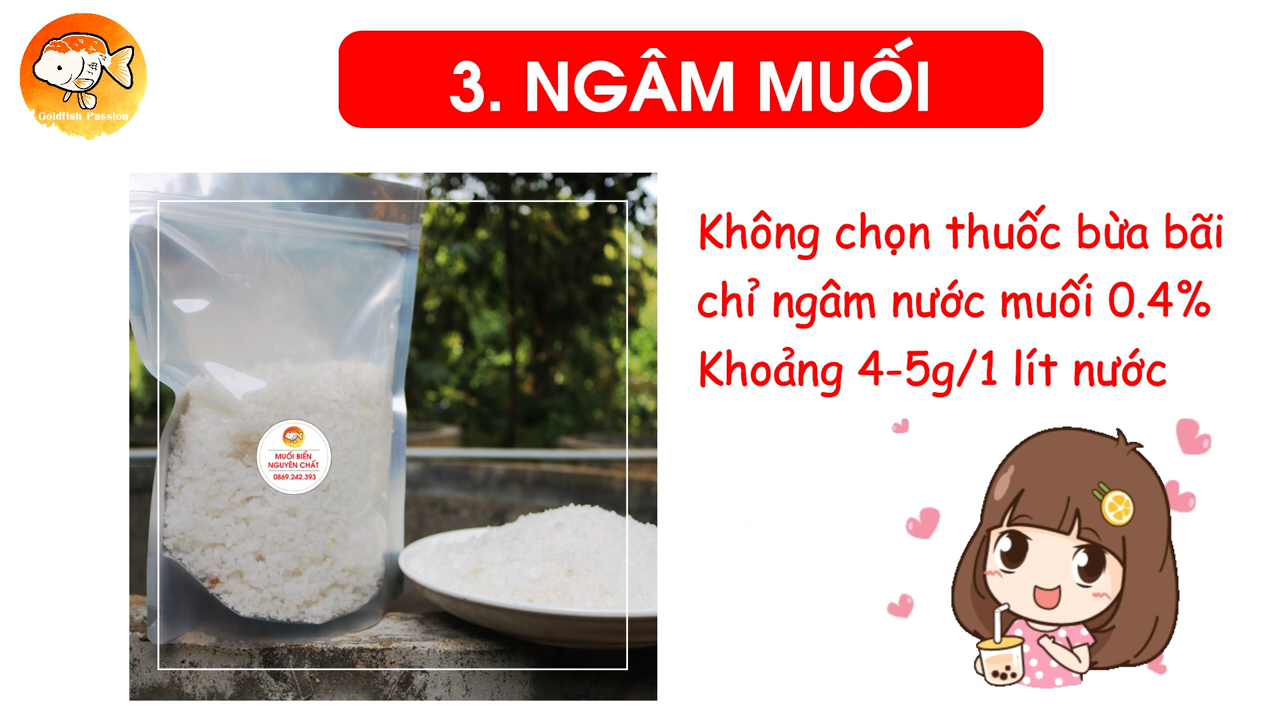 Goldfish Passion
3. NGÂM MUỐI
Không chọn thuốc bừa bãi
chỉ ngâm nước muối 0.4%
Khoảng 4-5g/1 lít nước
MUỐI BIỂN
NGUYÊN CHẤT
0869.242.393